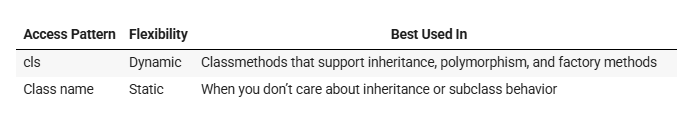 Access Pattern Flexibility Best Used In
cls Dynamic Classmethods that support inheritance, polymorphism, and factory methods
Class name Static When you don’t care about inheritance or subclass behavior